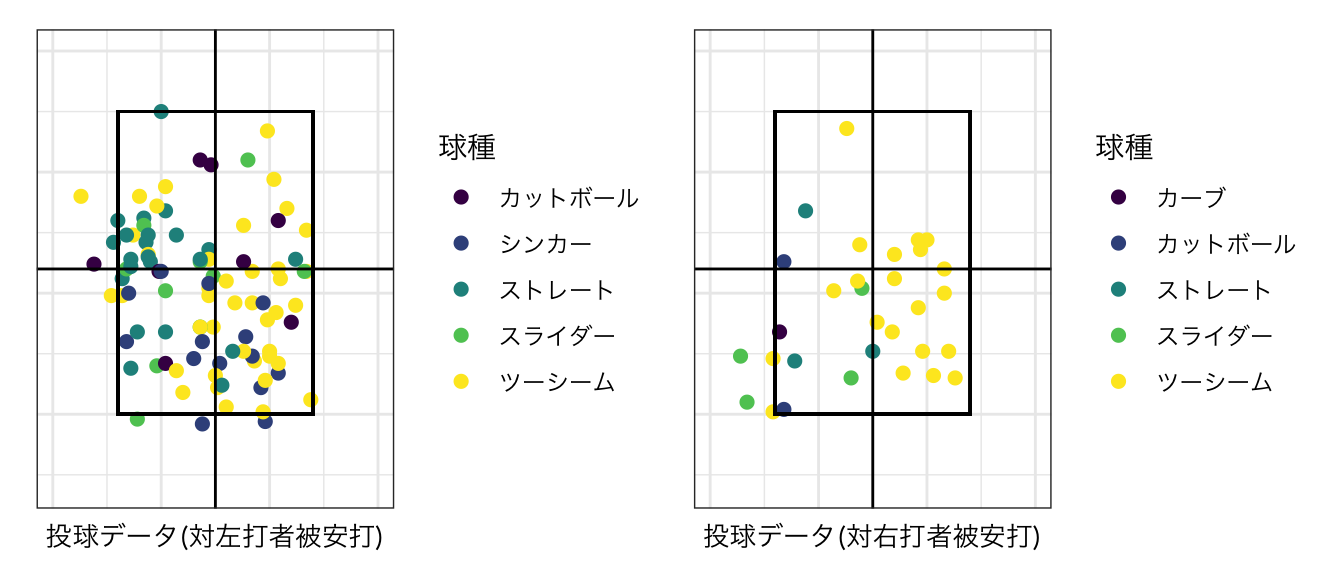 球種
カットボール
シンカー
ストレート
スライダー
ツーシーム
投球データ(対左打者被安打)
球種
カーブ
カットボール
ストレート
スライダー
ツーシーム
投球データ(対右打者被安打)